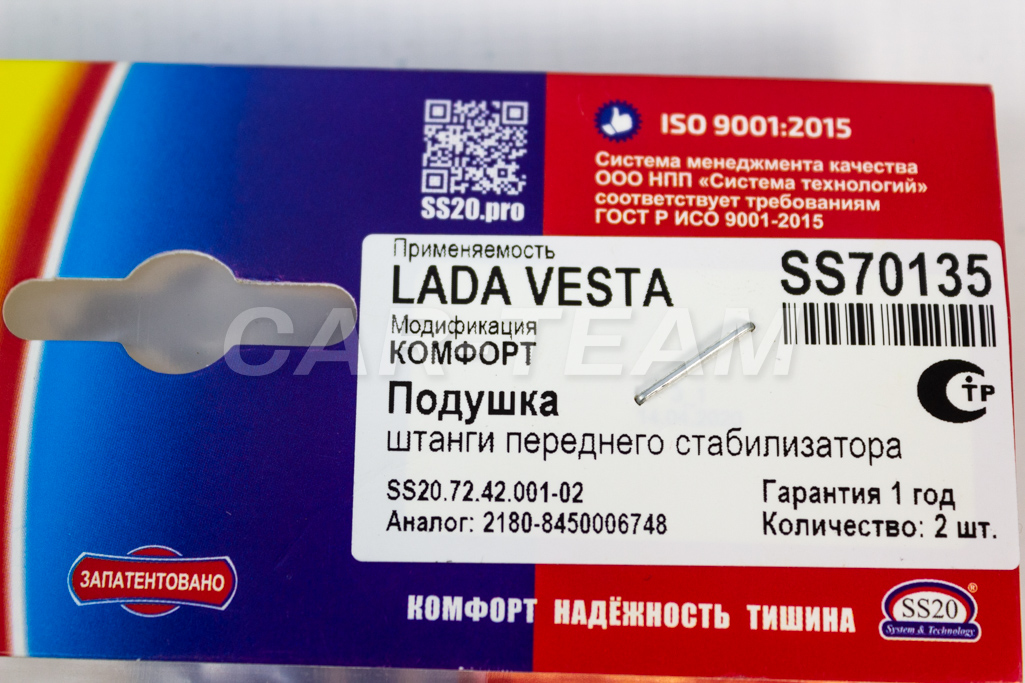 ISO 9001:2015
Система менеджмента качества
ООО НПП «Система технологий»
соответствует требованиям
ГОСТ Р ИСО 9001-2015
SS20.pro
Применяемость
LADA VESTA
SS70135
Модификация
КОМФОРТ
CAR TEAM
стр
Подушка
штанги переднего стабилизатора
SS20.72.42.001-02
Гарантия 1 год
Аналог: 2180-8450006748
Количество: 2 шт.
ЗАПАТЕНТОВАНО
КОМФОРТ НАДЁЖНОСТЬ ТИШИНА
SS20 ®
System & Technology